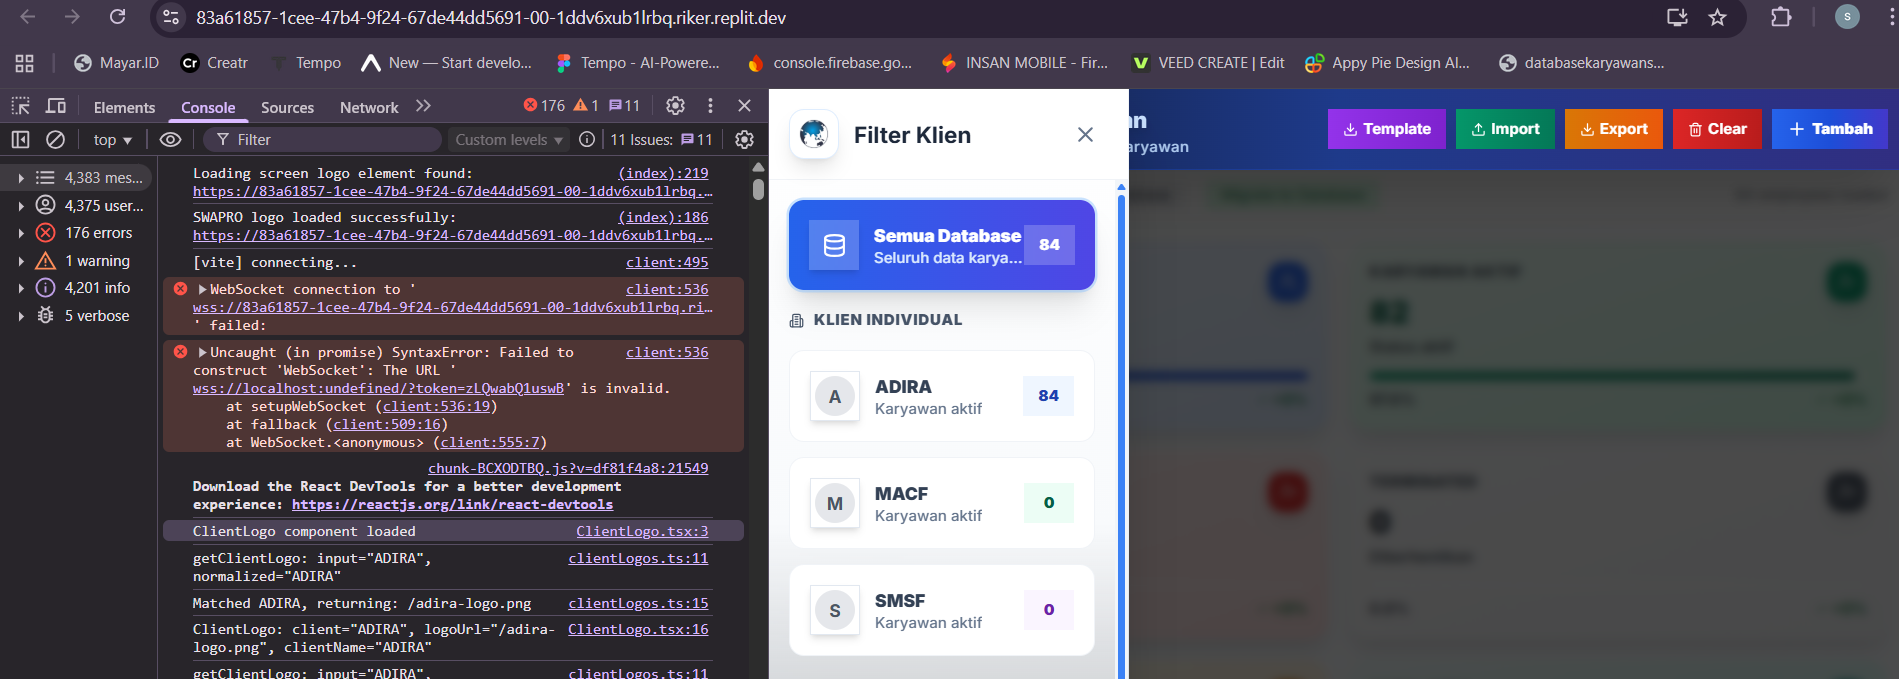 83a61857-1cee-47b4-9f24-67de44dd5691-00-1ddv6xub1lrbq.riker.replit.dev
S
Mayar.ID
Cr Creatr
Tempo
New — Start develo...
Tempo - AI-Powere...
console.firebase.go...
INSAN MOBILE - Fir...
VEED CREATE | Edit
Appy Pie Design AI...
databasekaryawans...
Elements
Console
Sources
Network
176
1
11
top
Filter
Custom levels
11 Issues:
11
4,383 mes...
4,375 user...
176 errors
1 warning
4,201 info
5 verbose
Loading screen logo element found: (index):219
https://83a61857-1cee-47b4-9f24-67de44dd5691-00-1ddv6xub1lrbq.…
SWAPRO logo loaded successfully: (index):186
https://83a61857-1cee-47b4-9f24-67de44dd5691-00-1ddv6xub1lrbq.…
[vite] connecting... client:495
WebSocket connection to ' client:536
wss://83a61857-1cee-47b4-9f24-67de44dd5691-00-1ddv6xub1lrbq.ri…
' failed:
Uncaught (in promise) SyntaxError: Failed to client:536
construct 'WebSocket': The URL '
wss://localhost:undefined/?token=zLQwabQ1uswB' is invalid.
at setupWebSocket (client:536:19)
at fallback (client:509:16)
at WebSocket.<anonymous> (client:555:7)
chunk-BCXODTBQ.js?v=df81f4a8:21549
Download the React DevTools for a better development
experience: https://reactjs.org/link/react-devtools
ClientLogo component loaded ClientLogo.tsx:3
getClientLogo: input="ADIRA", clientLogos.ts:11
normalized="ADIRA"
Matched ADIRA, returning: /adira-logo.png clientLogos.ts:15
ClientLogo: client="ADIRA", logoUrl="/adira- ClientLogo.tsx:16
logo.png", clientName="ADIRA"
getClientLogo: input="ADIRA", clientLogos.ts:11
Filter Klien
Semua Database
Seluruh data karya...
84
KLIEN INDIVIDUAL
A
ADIRA
Karyawan aktif
84
M
MACF
Karyawan aktif
0
S
SMSF
Karyawan aktif
0
an
aryawan
Template
Import
Export
Clear
Tambah
KARYAWAN AKTIF
82
TERMINATED
0